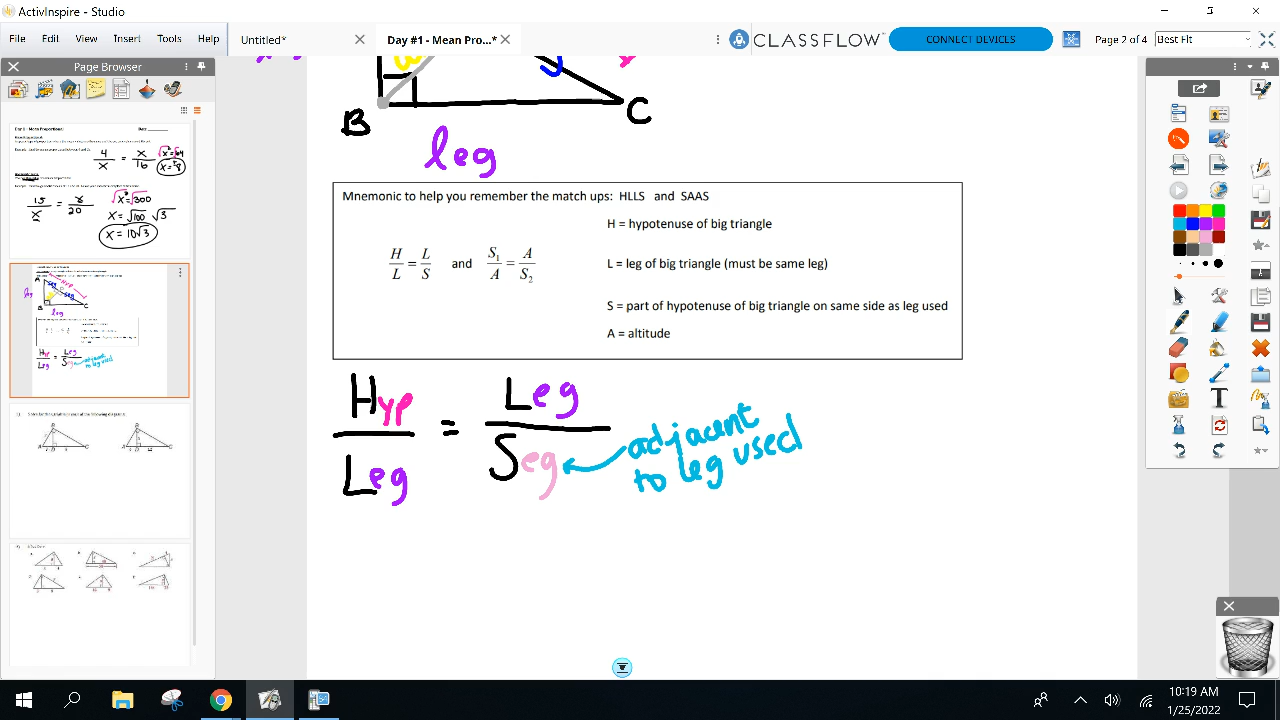 ActivInspire - Studio
File Edit View Insert Tools Help
Untitled*
Day #1 - Mean Pro...*
CLASSFLOW
CONNECT DEVICES
Page 2 of 4
Best Fit
Page Browser
B
C
leg
Mnemonic to help you remember the match ups: HLLS and SAAS
H = hypotenuse of big triangle
H/L = L/S and S1/A = A/S2
L = leg of big triangle (must be same leg)
S = part of hypotenuse of big triangle on same side as leg used
A = altitude
Hyp/Leg = Leg/Seg
adjacent
to leg used
10:19 AM
1/25/2022